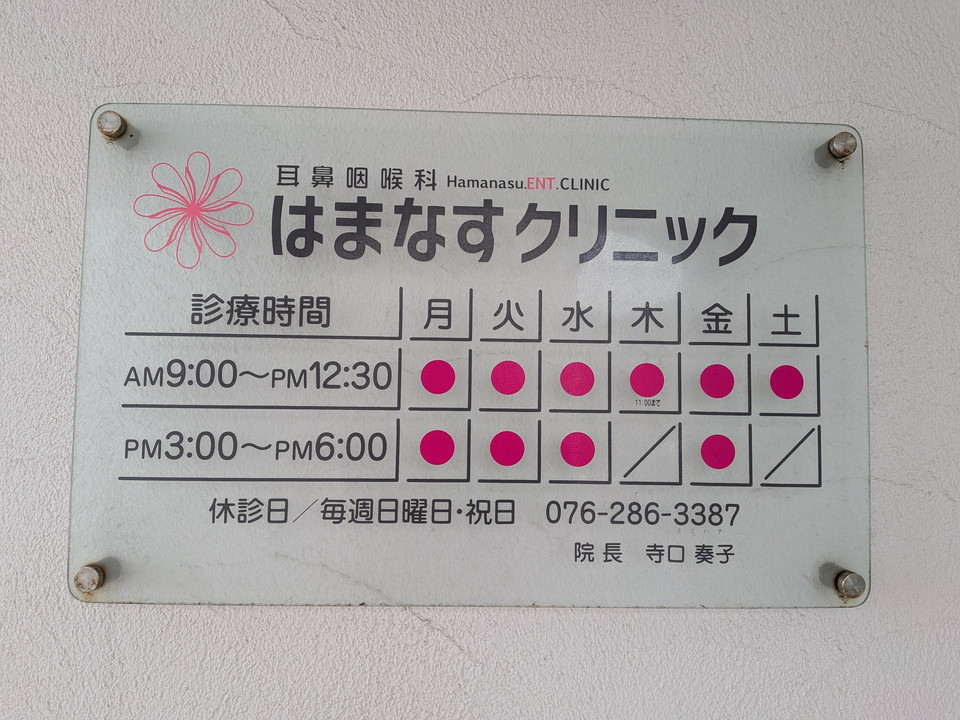 耳鼻咽喉科 Hamanasu.ENT.CLINIC
はまなすクリニック
診療時間 月 火 水 木 金 土
AM9:00〜PM12:30 ● ● ● ● ● ●
11:00まで
PM3:00〜PM6:00 ● ● ● ／ ● ／
休診日／毎週日曜日・祝日 076-286-3387
院長 寺口 奏子